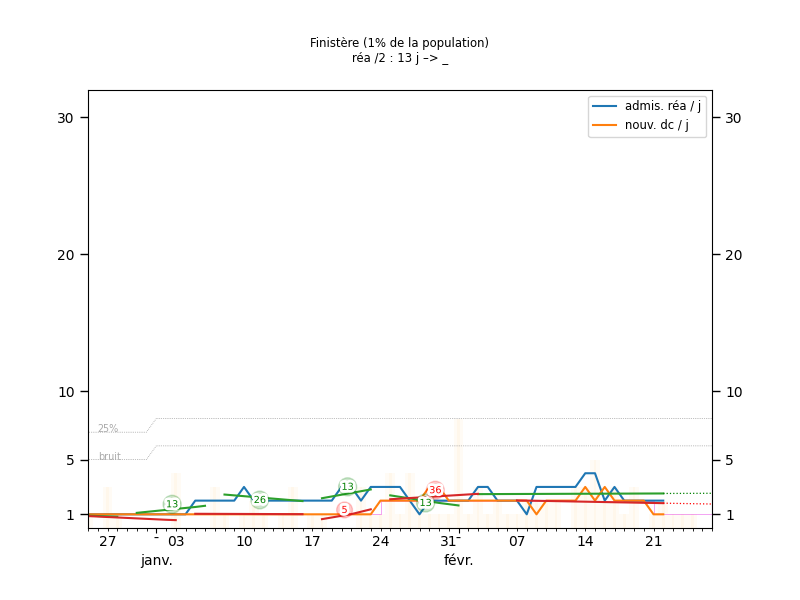 Finistère (1% de la population)
réa /2 : 13 j –> _
admis. réa / j
nouv. dc / j
30 30
20 20
10 10
25%
bruit
5 5
36
13
13
13
26
5
1 1
27 03 10 17 24 31 07 14 21
janv. févr.